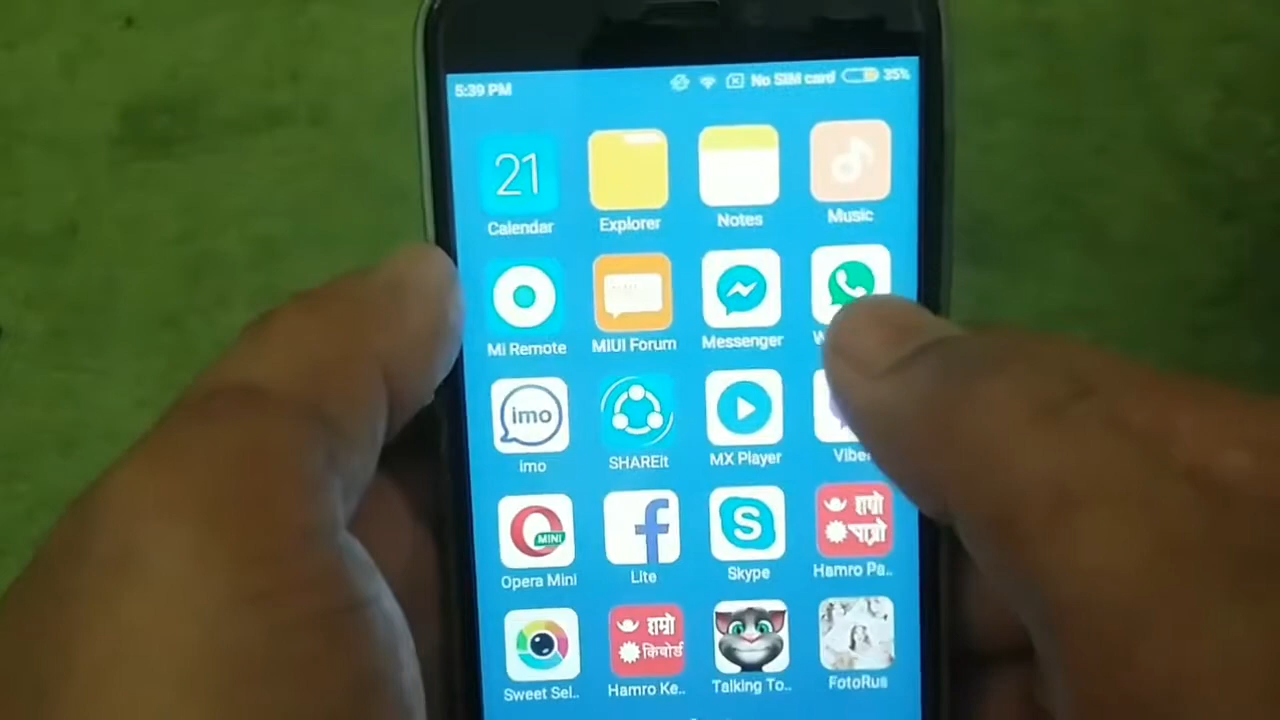 5:39 PM No SIM card 35%
21
Calendar Explorer Notes Music
Mi Remote MIUI Forum Messenger
imo
imo SHAREit MX Player Vibe
MINI
Opera Mini Lite Skype Hamro Pa..
हाम्रो
पात्रो
हाम्रो
किबोर्ड
Sweet Sel.. Hamro Ke.. Talking To.. FotoRus